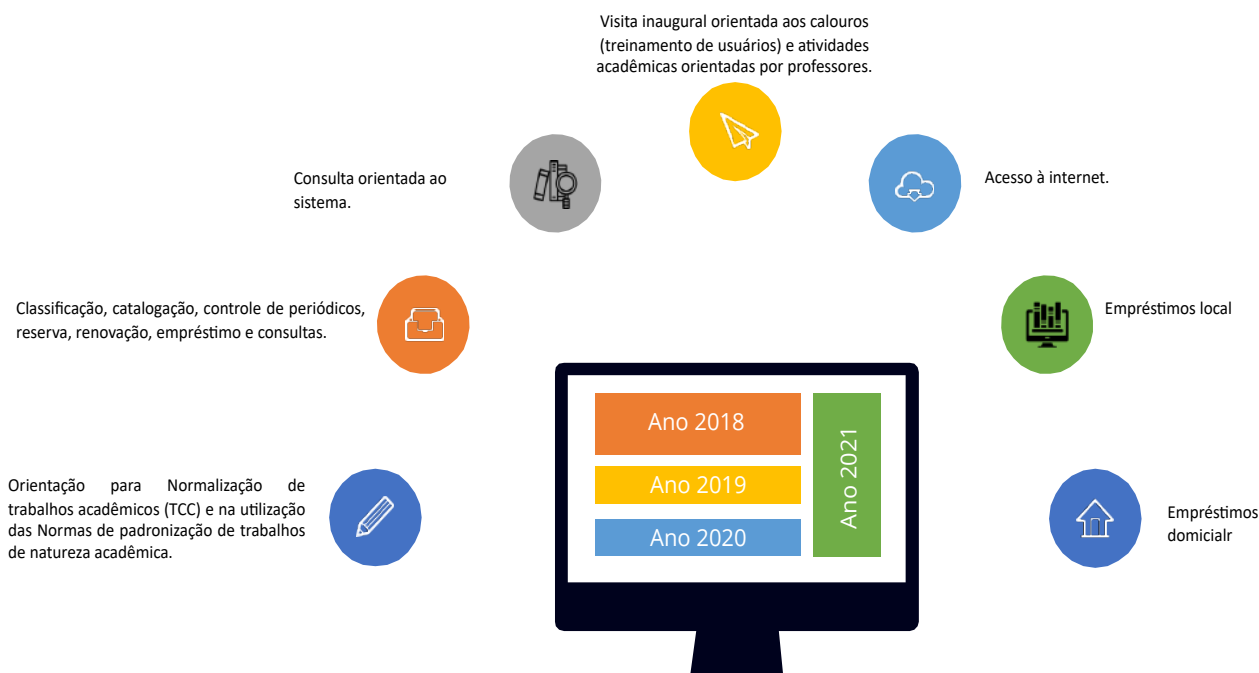 Visita inaugural orientada aos calouros
(treinamento de usuários) e atividades
acadêmicas orientadas por professores.
Consulta orientada ao
sistema.
Acesso à internet.
Classificação, catalogação, controle de periódicos,
reserva, renovação, empréstimo e consultas.
Empréstimos local
Ano 2018
Ano 2019
Ano 2020
Ano 2021
Orientação para Normalização de
trabalhos acadêmicos (TCC) e na utilização
das Normas de padronização de trabalhos
de natureza acadêmica.
Empréstimos
domicialr